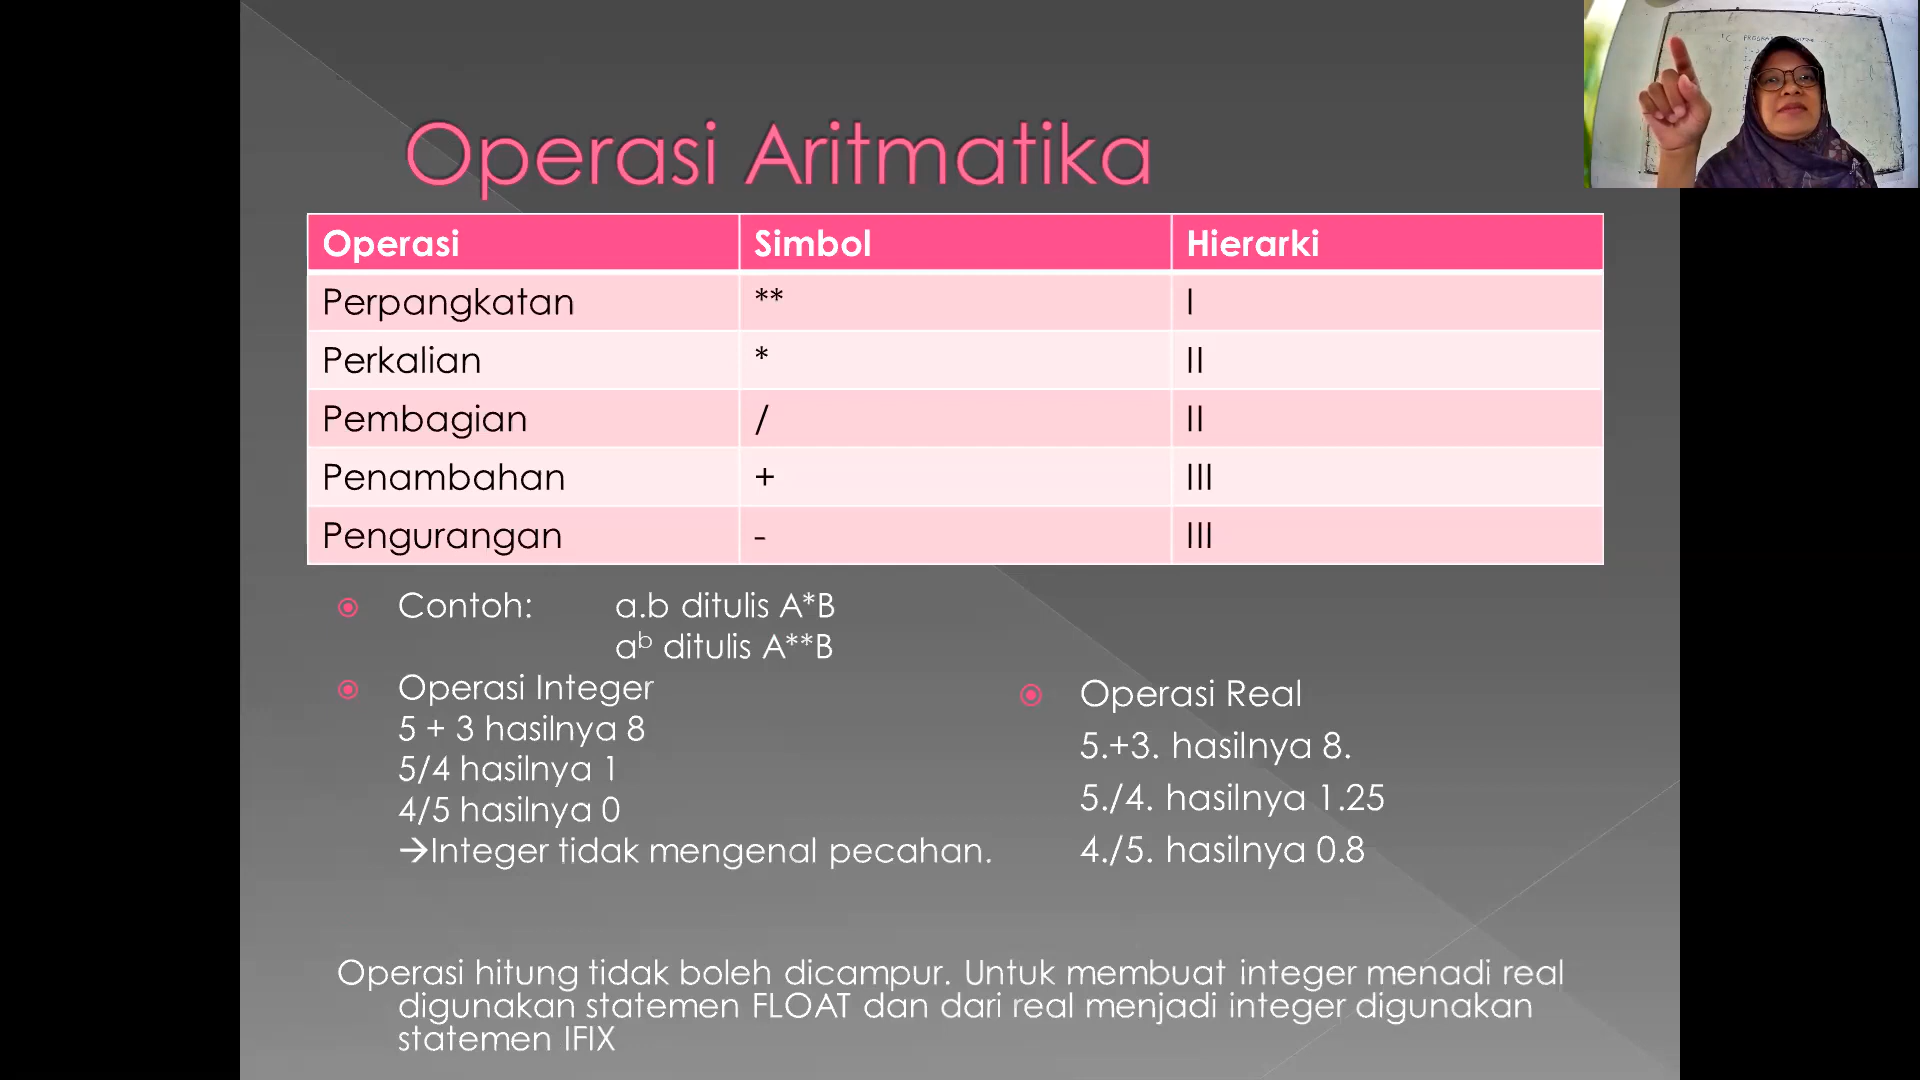 Operasi Aritmatika
Operasi Simbol Hierarki
Perpangkatan ** I
Perkalian * II
Pembagian / II
Penambahan + III
Pengurangan - III
Contoh: a.b ditulis A*B
aᵇ ditulis A**B
Operasi Integer
5 + 3 hasilnya 8
5/4 hasilnya 1
4/5 hasilnya 0
→Integer tidak mengenal pecahan.
Operasi Real
5.+3. hasilnya 8.
5./4. hasilnya 1.25
4./5. hasilnya 0.8
Operasi hitung tidak boleh dicampur. Untuk membuat integer menadi real
digunakan statemen FLOAT dan dari real menjadi integer digunakan
statemen IFIX